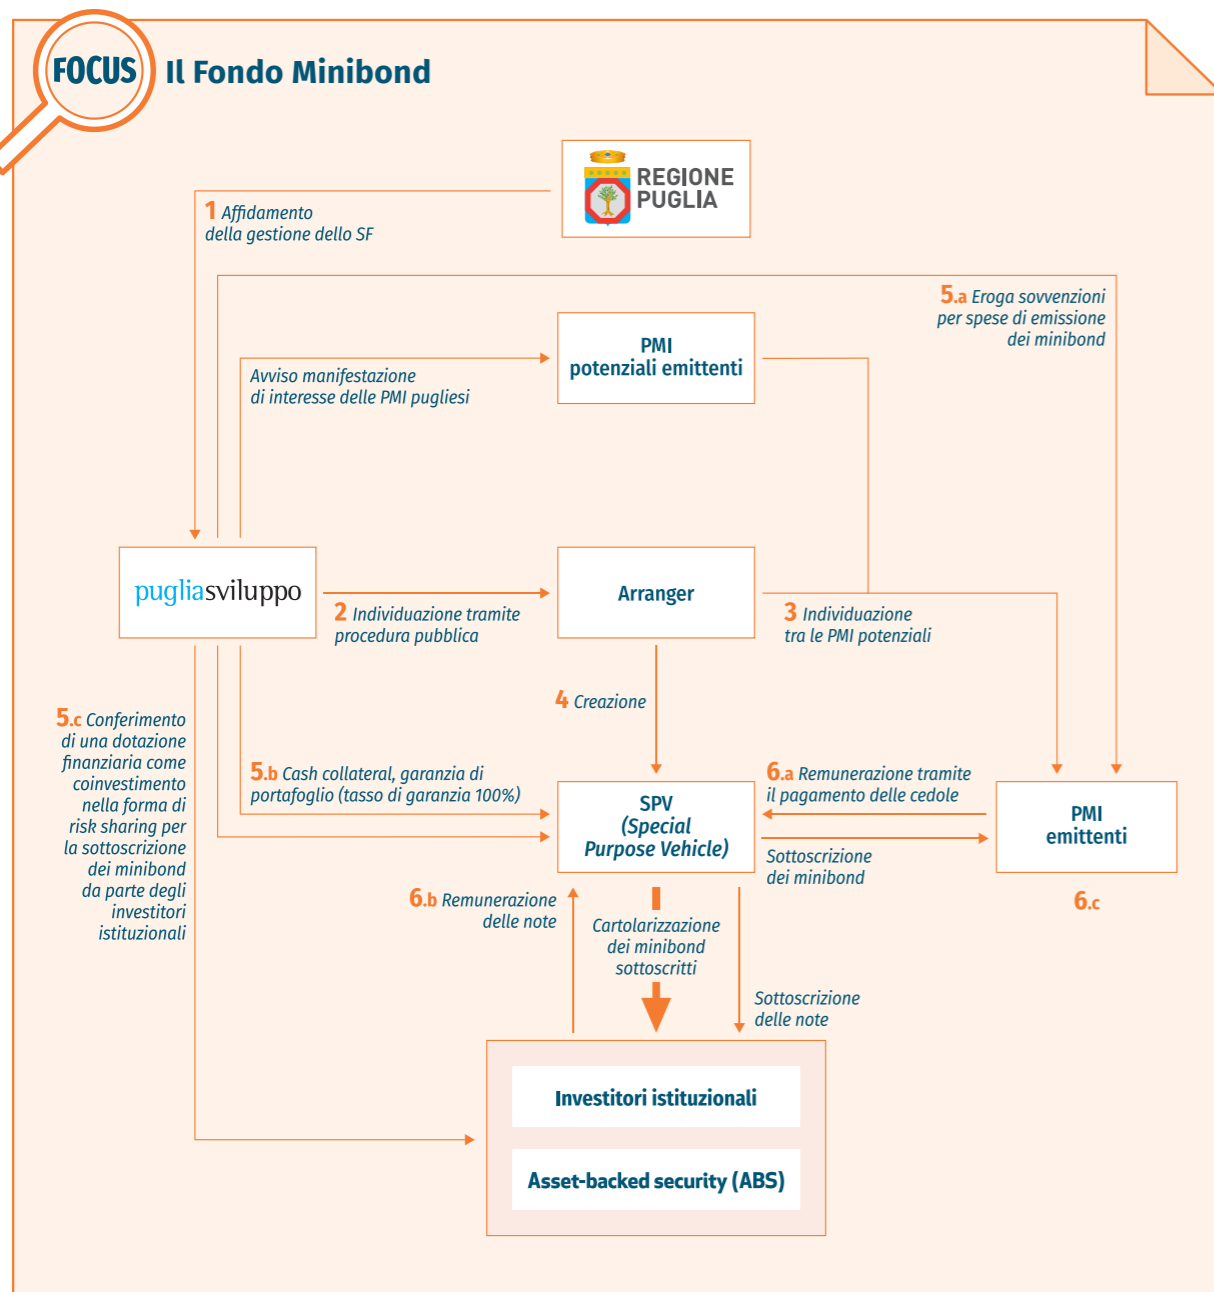 FOCUS
Il Fondo Minibond
REGIONE
PUGLIA
1 Affidamento
della gestione dello SF
5.a Eroga sovvenzioni
per spese di emissione
dei minibond
PMI
potenziali emittenti
Avviso manifestazione
di interesse delle PMI pugliesi
pugliasviluppo
2 Individuazione tramite
procedura pubblica
Arranger
3 Individuazione
tra le PMI potenziali
4 Creazione
5.c Conferimento
di una dotazione
finanziaria come
coinvestimento
nella forma di
risk sharing per
la sottoscrizione
dei minibond
da parte degli
investitori
istituzionali
5.b Cash collateral, garanzia di
portafoglio (tasso di garanzia 100%)
SPV
(Special
Purpose Vehicle)
6.a Remunerazione tramite
il pagamento delle cedole
Sottoscrizione
dei minibond
PMI
emittenti
6.c
6.b Remunerazione
delle note
Cartolarizzazione
dei minibond
sottoscritti
Sottoscrizione
delle note
Investitori istituzionali
Asset-backed security (ABS)